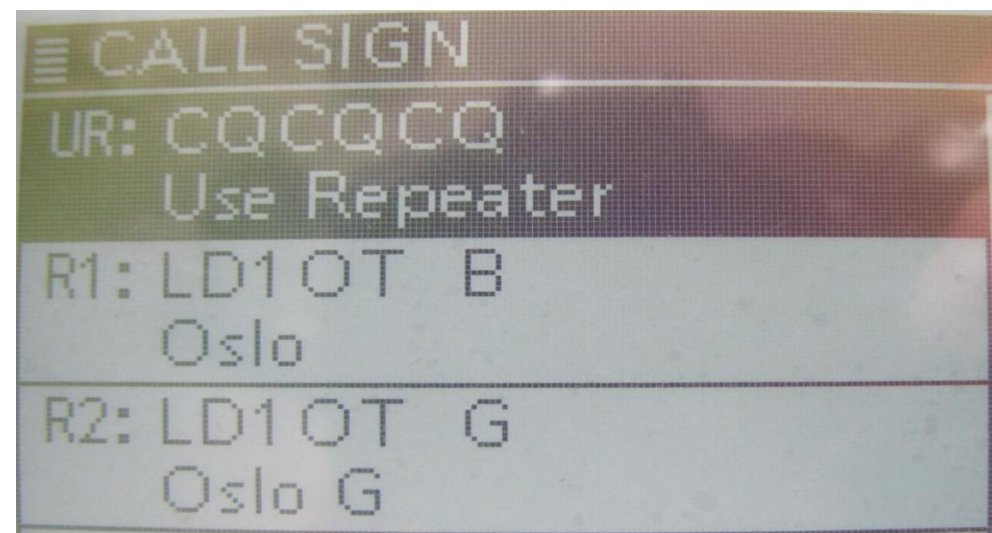 CALL SIGN
UR: CQCQCQ
Use Repeater
R1: LD1OT B
Oslo
R2: LD1OT G
Oslo G